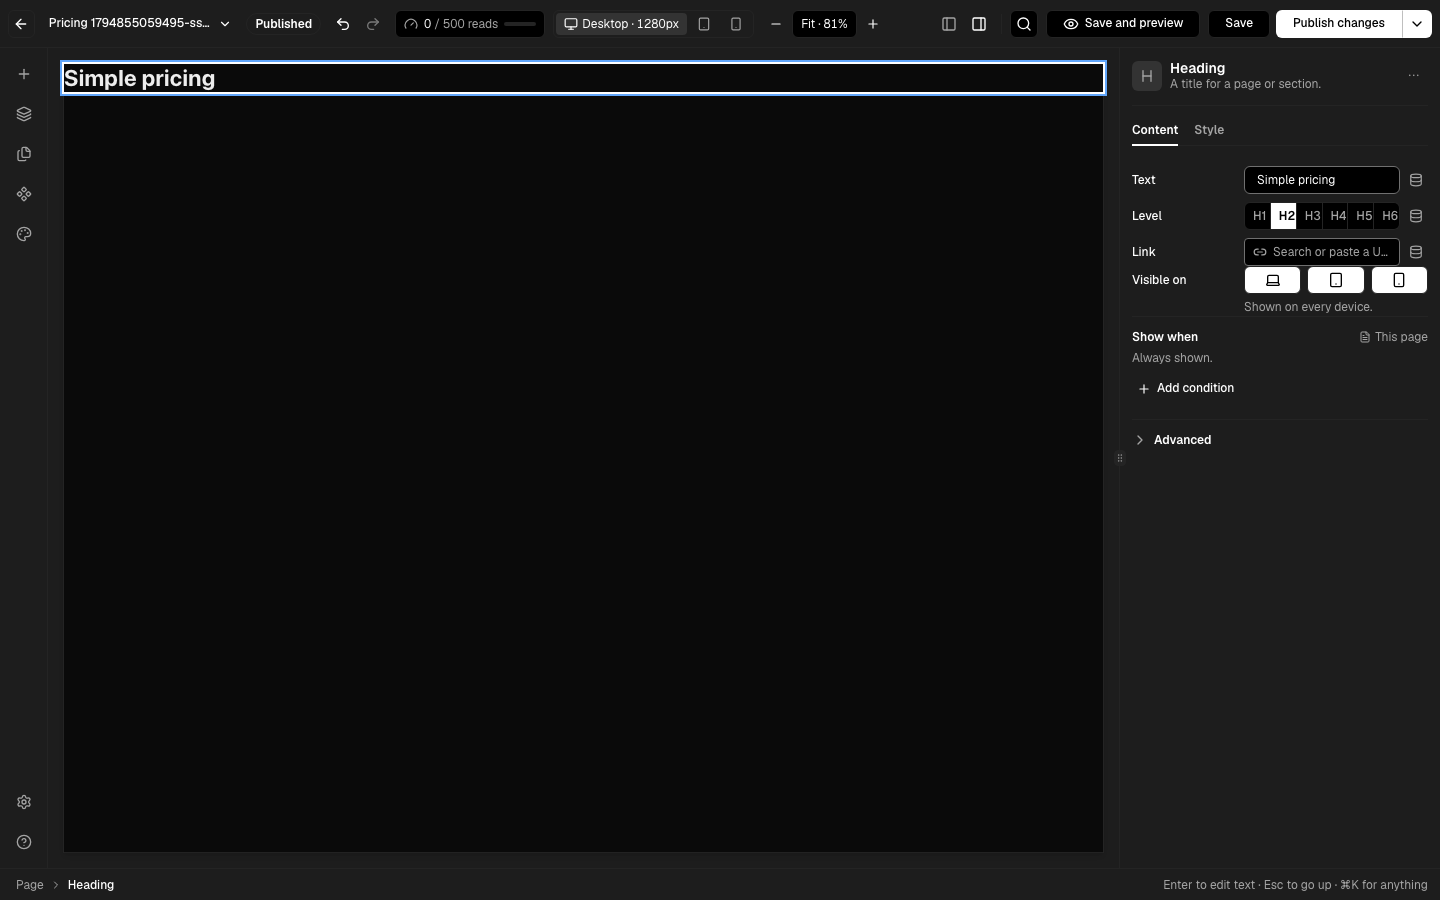 Pricing 1794855059495-ss...
Published
0 / 500 reads
Desktop · 1280px
Fit · 81%
Save and preview
Save
Publish changes
Simple pricing
H
Heading
A title for a page or section.
Content
Style
Text
Simple pricing
Level
H1 H2 H3 H4 H5 H6
Link
Search or paste a U...
Visible on
Shown on every device.
Show when
This page
Always shown.
Add condition
Advanced
Page > Heading
Enter to edit text · Esc to go up · ⌘K for anything